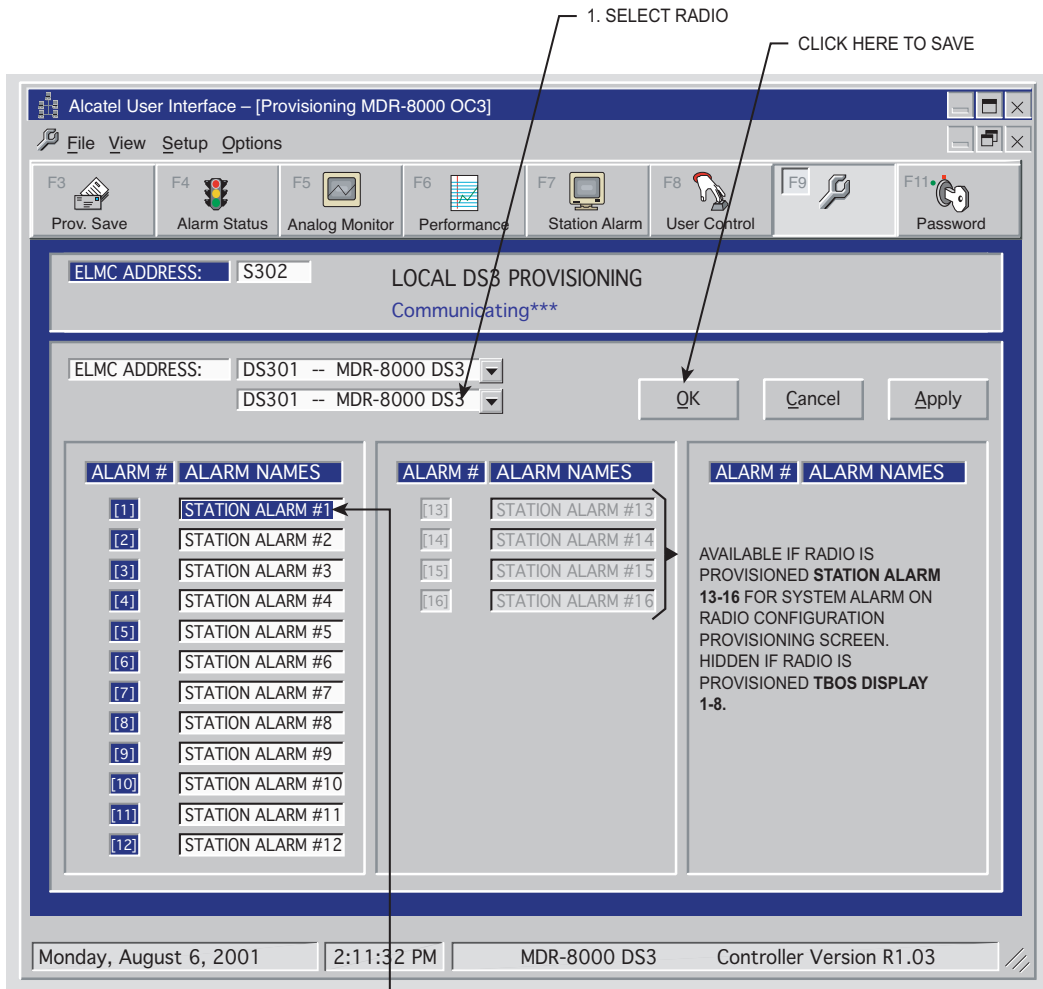 1. SELECT RADIO
CLICK HERE TO SAVE
Alcatel User Interface – [Provisioning MDR-8000 OC3]
File View Setup Options
F3 Prov. Save
F4 Alarm Status
F5 Analog Monitor
F6 Performance
F7 Station Alarm
F8 User Control
F9
F11 Password
ELMC ADDRESS: S302
LOCAL DS3 PROVISIONING
Communicating***
ELMC ADDRESS: DS301 -- MDR-8000 DS3
DS301 -- MDR-8000 DS3
OK Cancel Apply
ALARM # ALARM NAMES
[1] STATION ALARM #1
[2] STATION ALARM #2
[3] STATION ALARM #3
[4] STATION ALARM #4
[5] STATION ALARM #5
[6] STATION ALARM #6
[7] STATION ALARM #7
[8] STATION ALARM #8
[9] STATION ALARM #9
[10] STATION ALARM #10
[11] STATION ALARM #11
[12] STATION ALARM #12
ALARM # ALARM NAMES
[13] STATION ALARM #13
[14] STATION ALARM #14
[15] STATION ALARM #15
[16] STATION ALARM #16
ALARM # ALARM NAMES
AVAILABLE IF RADIO IS
PROVISIONED STATION ALARM
13-16 FOR SYSTEM ALARM ON
RADIO CONFIGURATION
PROVISIONING SCREEN.
HIDDEN IF RADIO IS
PROVISIONED TBOS DISPLAY
1-8.
Monday, August 6, 2001 2:11:32 PM MDR-8000 DS3 Controller Version R1.03